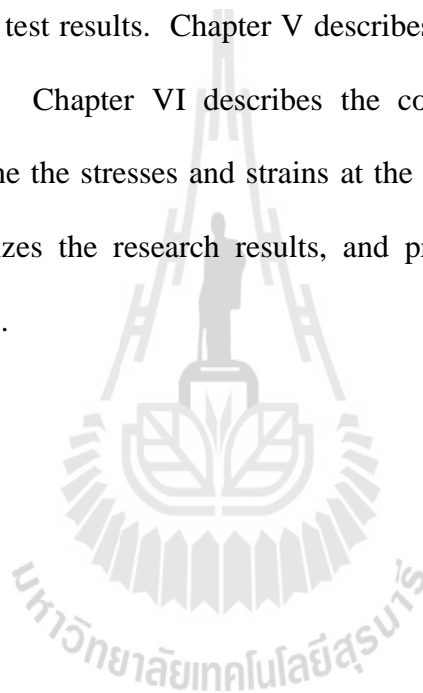 test results. Chapter V describes
Chapter VI describes the co
ne the stresses and strains at the
izes the research results, and pr
.
มหาวิทยาลัยเทคโนโลยีสุรนารี